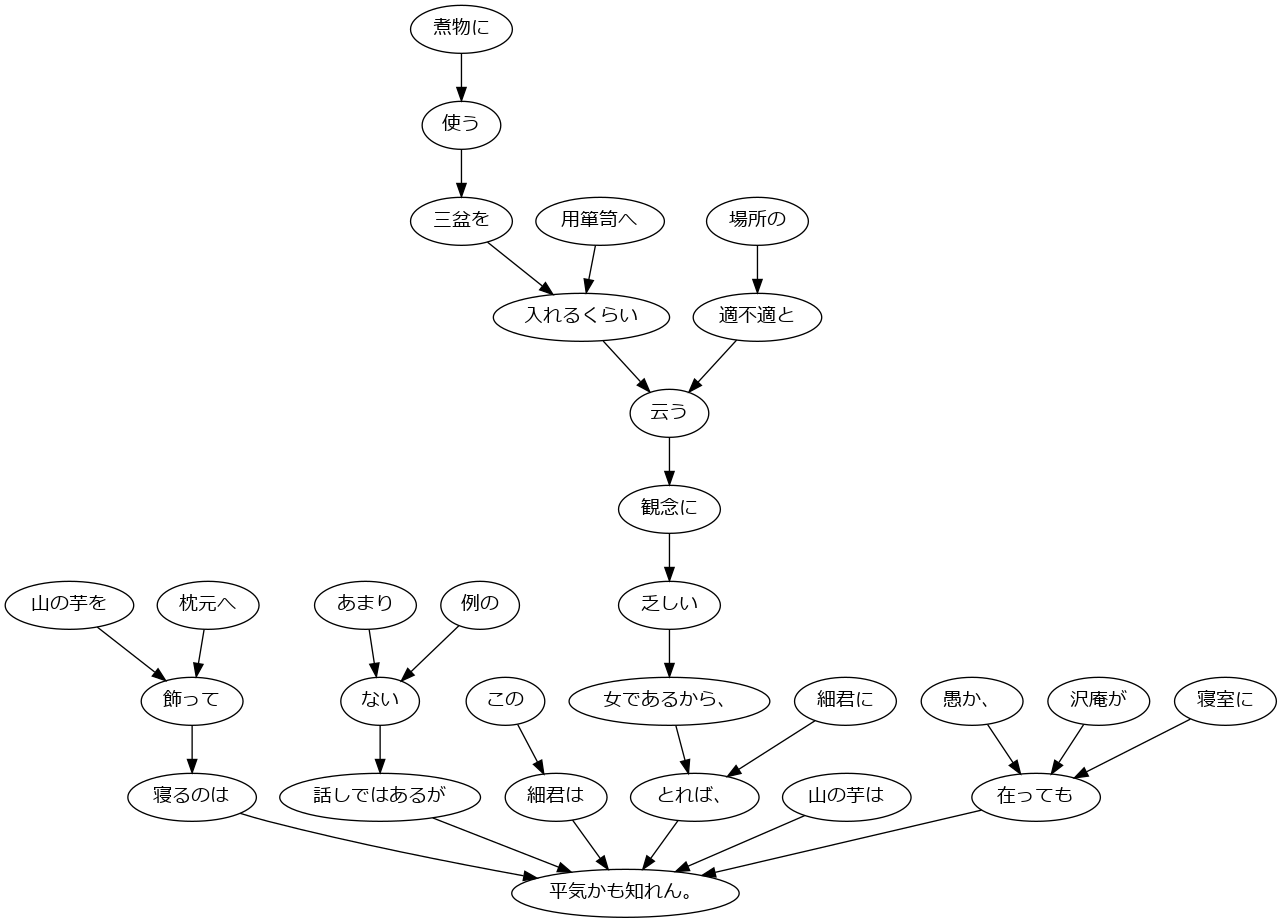 煮物に
使う
三盆を
用箪笥へ
場所の
入れるくらい
適不適と
云う
観念に
山の芋を
枕元へ
あまり
例の
乏しい
飾って
ない
この
女であるから、
細君に
愚か、
沢庵が
寝室に
寝るのは
話しではあるが
細君は
とれば、
山の芋は
在っても
平気かも知れん。